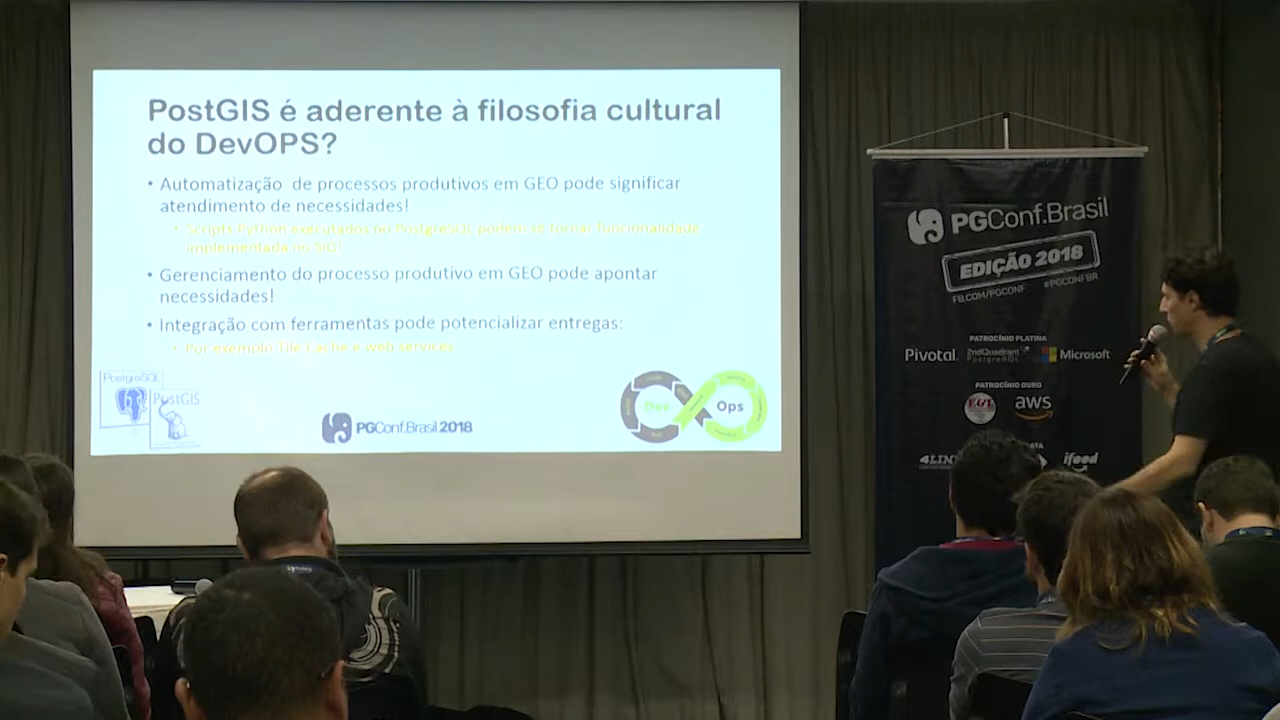 PostGIS é aderente à filosofia cultural
do DevOPS?
• Automatização de processos produtivos em GEO pode significar
atendimento de necessidades!
• Scripts Python executados no PostgreSQL podem se tornar funcionalidade
implementada no SIG!
• Gerenciamento do processo produtivo em GEO pode apontar
necessidades!
• Integração com ferramentas pode potencializar entregas:
• Por exemplo Tile Cache e web services
PostgreSQL
PostGIS
PGConf.Brasil 2018
Dev
Ops
PGConf.Brasil
EDIÇÃO 2018
FB.COM/PGCONF #PGCONFBR
PATROCÍNIO PLATINA
Pivotal 2ndQuadrant PostgreSQL Microsoft
PATROCÍNIO OURO
aws
ifood